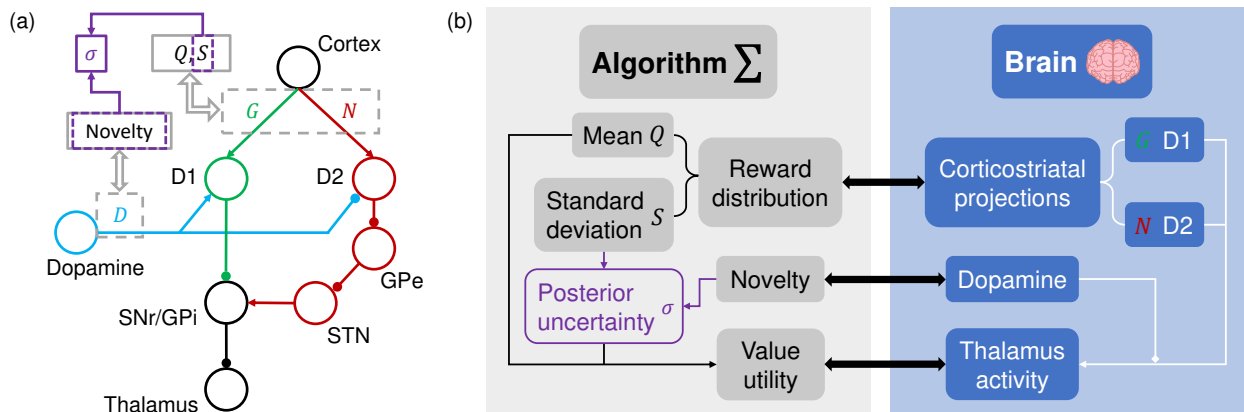 (a)
σ
Q, S
Cortex
Novelty
G
N
D1
D2
D
Dopamine
GPe
SNr/GPi
STN
Thalamus
(b)
Algorithm ∑
Brain
Mean Q
Reward
distribution
Standard
deviation S
Corticostriatal
projections
G D1
N D2
Posterior
uncertainty σ
Novelty
Dopamine
Value
utility
Thalamus
activity